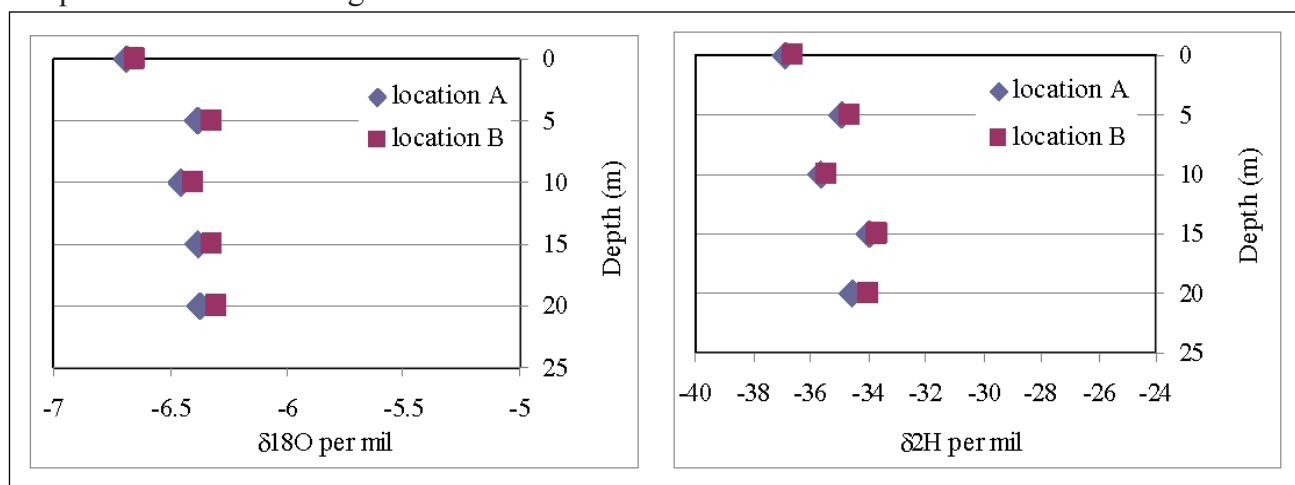 0
location A
5
location B
10
15
20
25
Depth (m)
-7 -6.5 -6 -5.5 -5
δ18O per mil
0
location A
5
location B
10
15
20
25
Depth (m)
-40 -38 -36 -34 -32 -30 -28 -26 -24
δ2H per mil